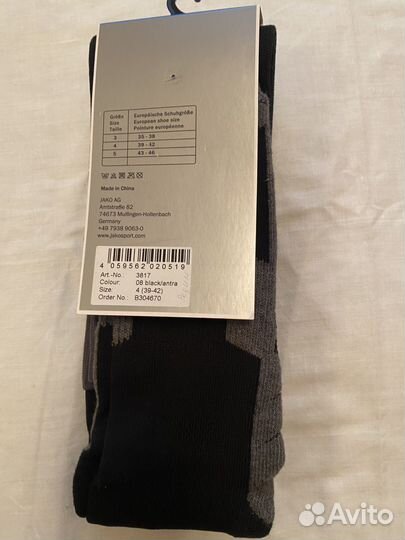 Größe Europäische Schuhgröße
Size European shoe size
Taille Pointure européenne
3 35 - 38
4 39 - 42
5 43 - 46
Made in China
JAKO AG
Amtstraße 82
74673 Mulfingen-Hollenbach
Germany
+49 7938 9063-0
www.jakosport.com
4 059562 020519
Art.-No.: 3817
Colour: 08 black/antra
Size: 4 (39-42)
Order No.: B304670
Avito